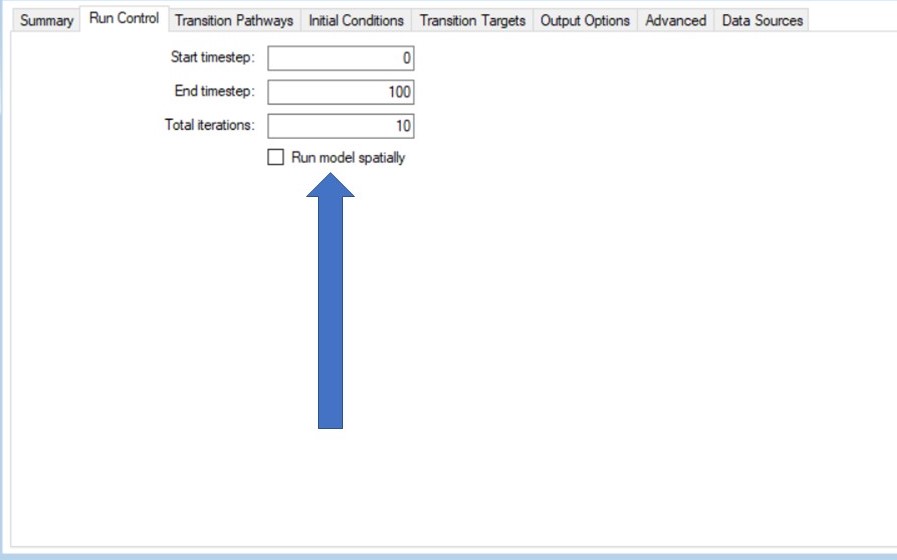 Summary Run Control Transition Pathways Initial Conditions Transition Targets Output Options Advanced Data Sources
Start timestep: 0
End timestep: 100
Total iterations: 10
Run model spatially